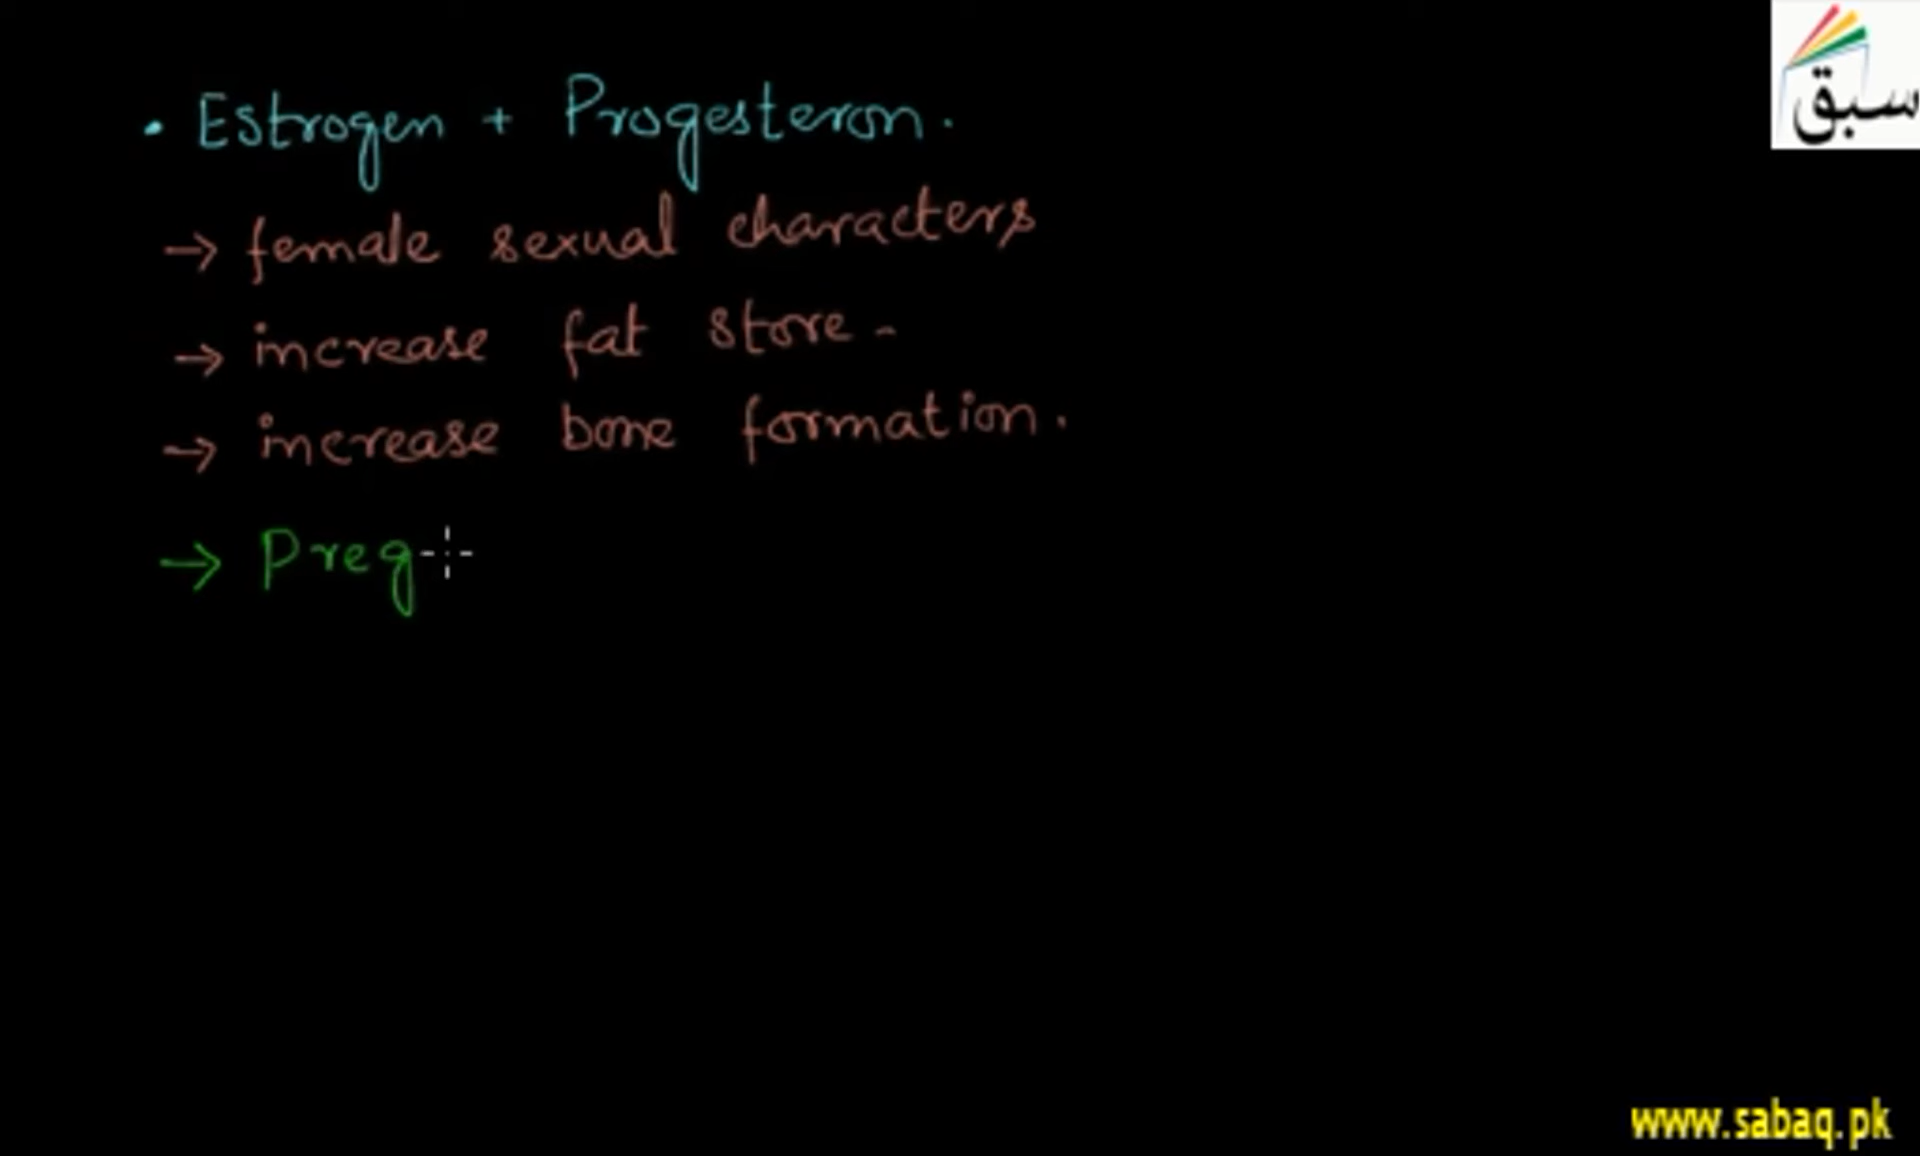 سبق
• Estrogen + Progesteron.
→ female sexual characters
→ increase fat store -
→ increase bone formation.
→ Preg
www.sabaq.pk